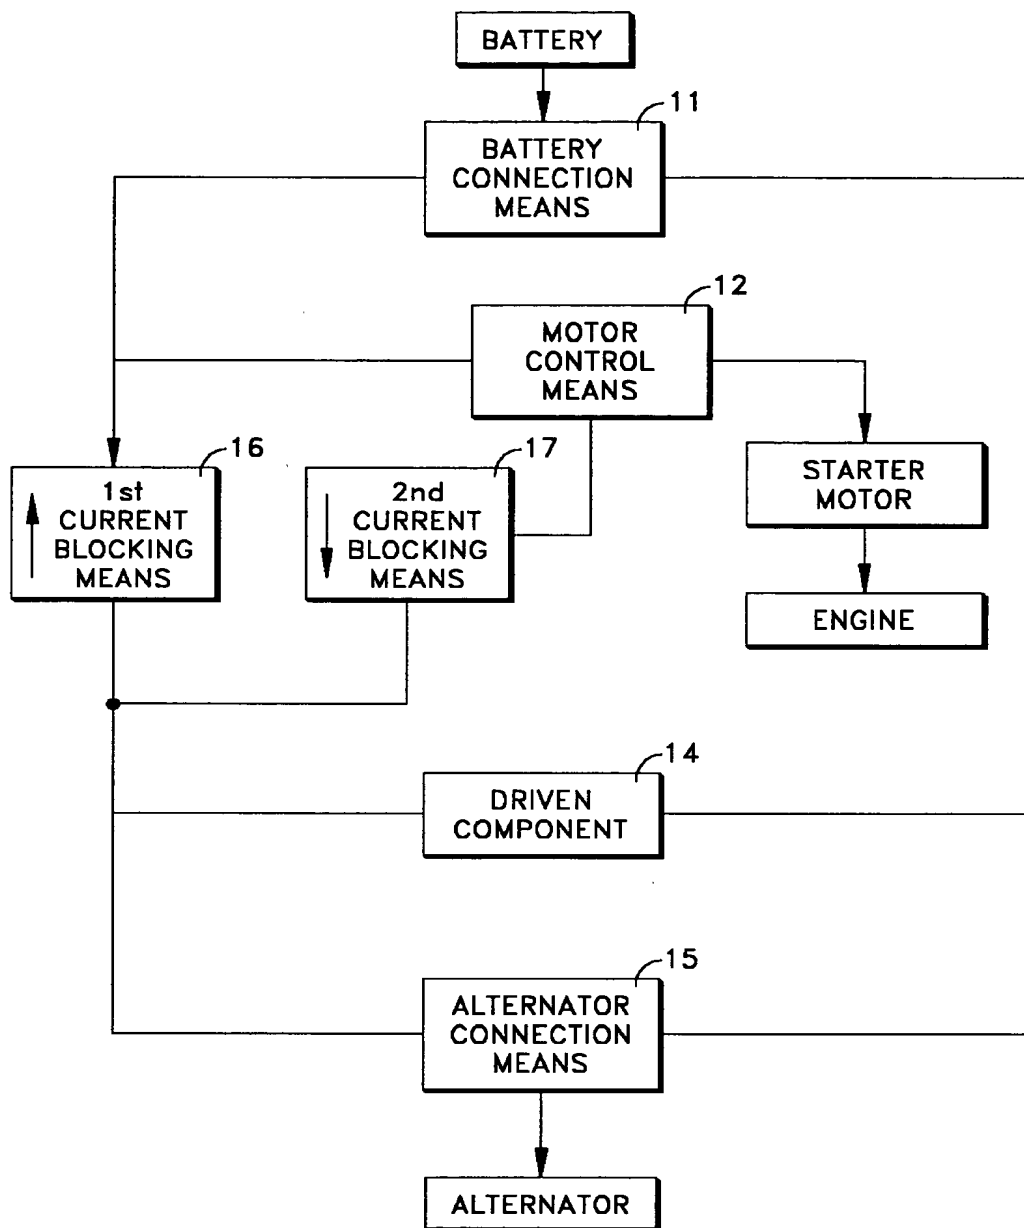 BATTERY
11
BATTERY
CONNECTION
MEANS
12
MOTOR
CONTROL
MEANS
16
1st
CURRENT
BLOCKING
MEANS
17
2nd
CURRENT
BLOCKING
MEANS
STARTER
MOTOR
ENGINE
14
DRIVEN
COMPONENT
15
ALTERNATOR
CONNECTION
MEANS
ALTERNATOR